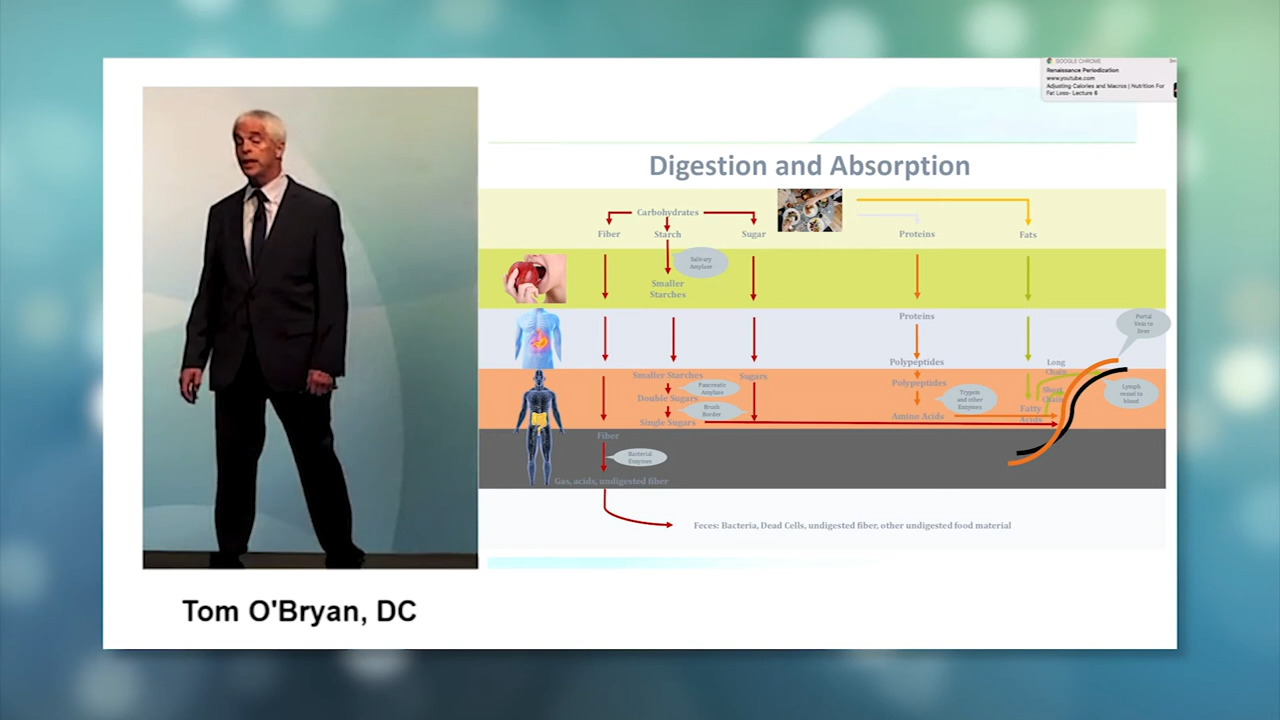 GOOGLE CHROME
Renaissance Periodization
www.youtube.com
Adjusting Calories and Macros | Nutrition For
Fat Loss- Lecture 6
Digestion and Absorption
Carbohydrates
Fiber
Starch
Sugar
Proteins
Fats
Salivary
Amylase
Smaller
Starches
Proteins
Portal
Vein to
liver
Polypeptides
Long
Chain
Smaller Starches
Sugars
Pancreatic
Amylase
Polypeptides
Short
Chain
Lymph
vessel to
blood
Double Sugars
Trypsin
and other
Enzymes
Brush
Border
Fatty
Acids
Single Sugars
Amino Acids
Fiber
Bacterial
Enzymes
Gas, acids, undigested fiber
Feces: Bacteria, Dead Cells, undigested fiber, other undigested food material
Tom O'Bryan, DC